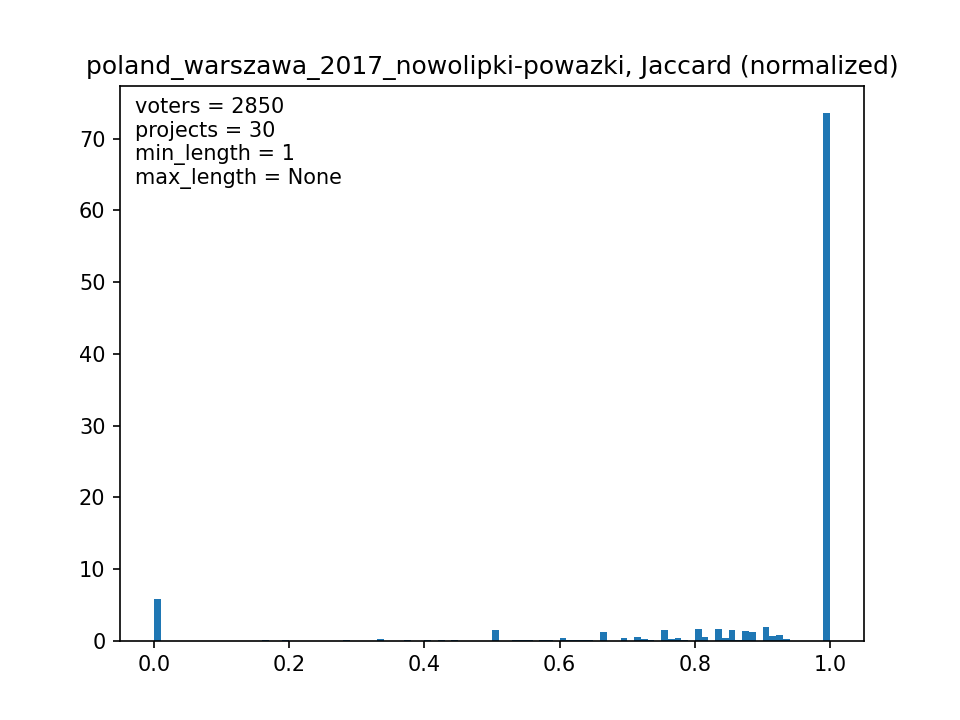 poland_warszawa_2017_nowolipki-powazki, Jaccard (normalized)
voters = 2850
projects = 30
min_length = 1
max_length = None
70
60
50
40
30
20
10
0
0.0 0.2 0.4 0.6 0.8 1.0